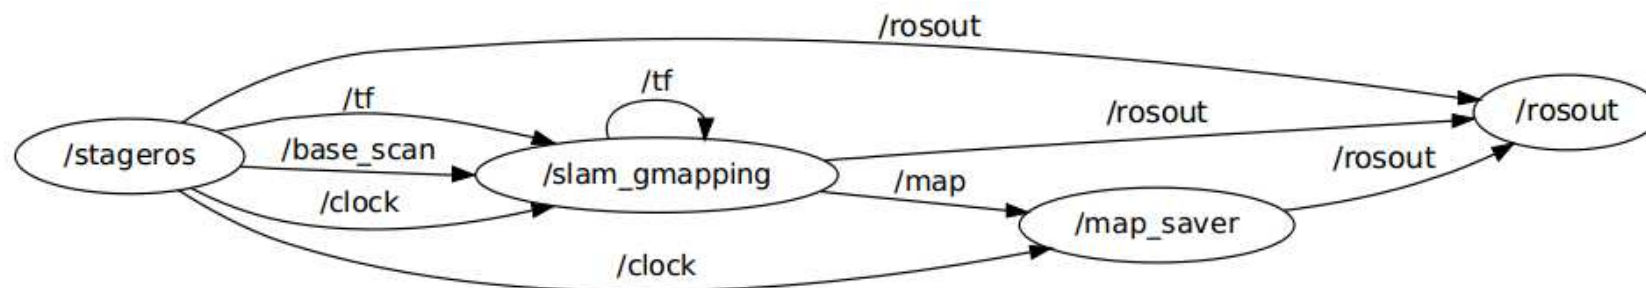 /rosout
/tf
/tf
/rosout
/rosout
/stageros
/base_scan
/slam_gmapping
/rosout
/map
/clock
/map_saver
/clock